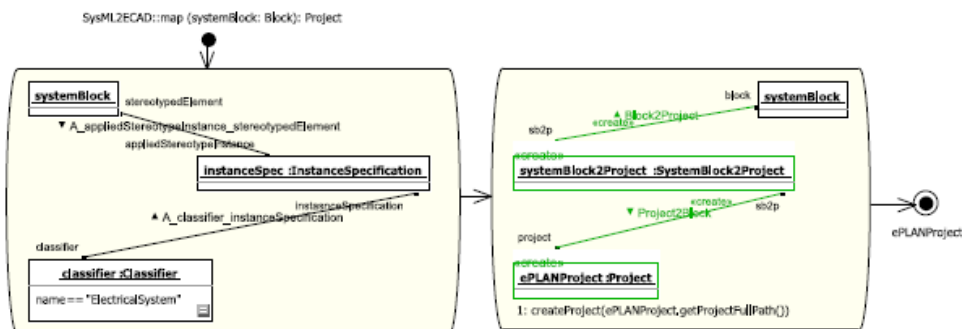 SysML2ECAD::map (systemBlock: Block): Project
systemBlock
stereotypedElement
▼ A_appliedStereotypeInstance_stereotypedElement
appliedStereotypeInstance
instanceSpec :InstanceSpecification
instasnceSpecification
▲ A_classifier_instanceSpecification
classifier
classifier :Classifier
name== "ElectricalSystem"
block
systemBlock
▲ Block2Project
«create»
sb2p
«create»
systemBlock2Project :SystemBlock2Project
«create»
sb2p
▼ Project2Block
project
«create»
ePLANProject :Project
1: createProject(ePLANProject.getProjectFullPath())
ePLANProject